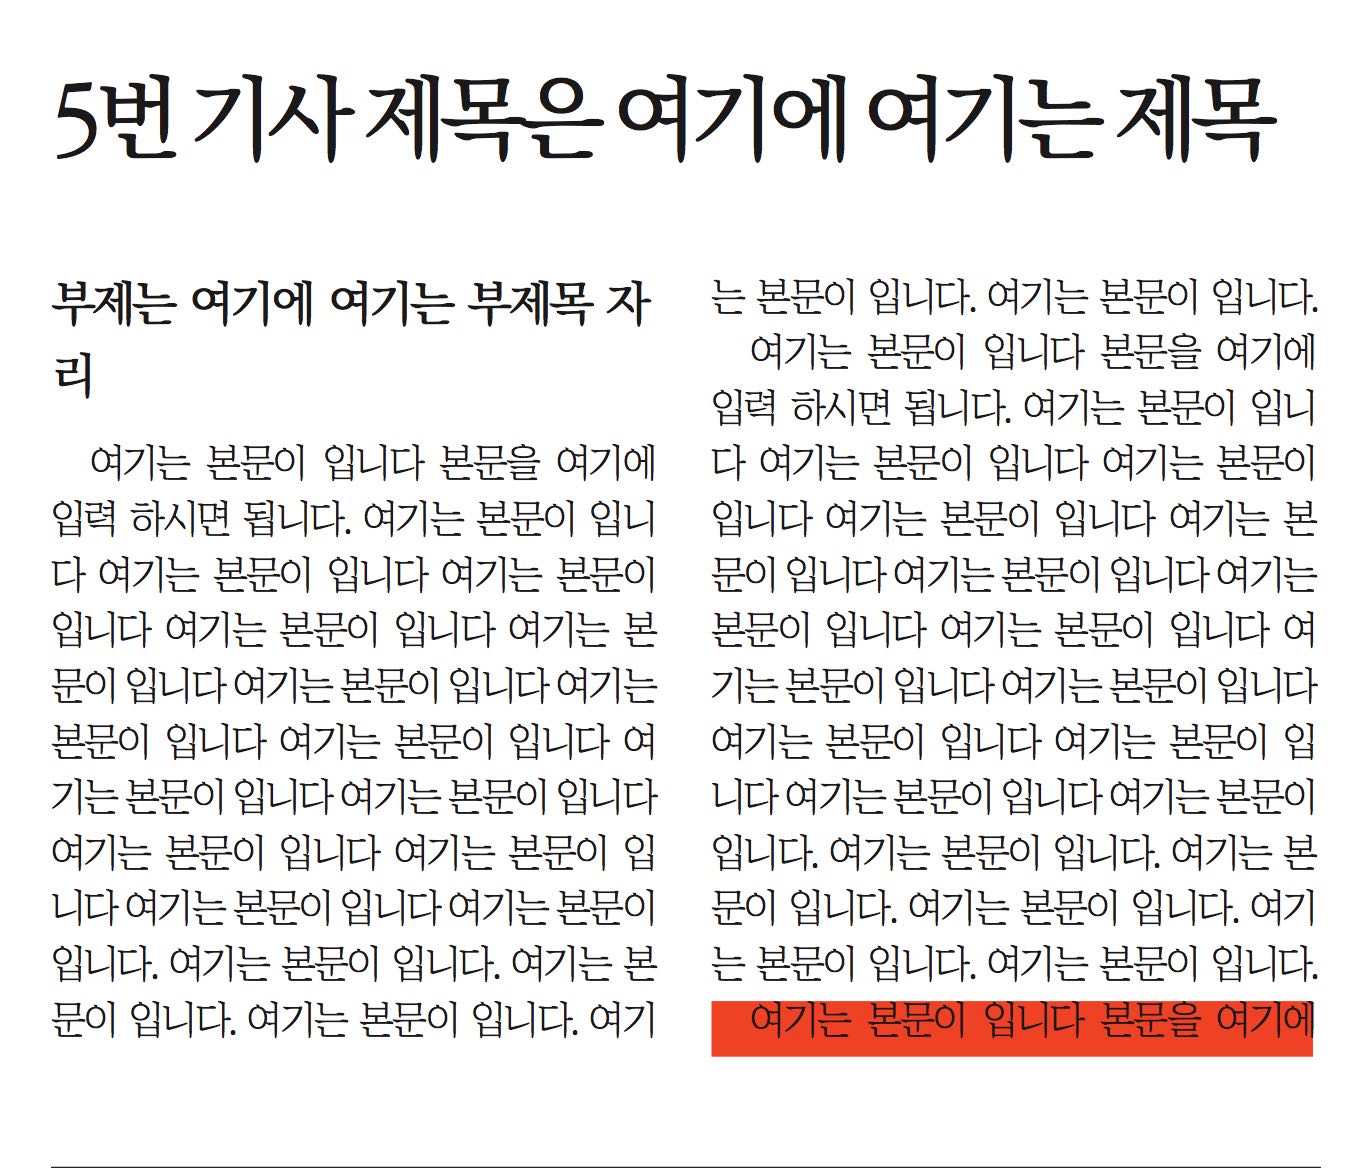 5번 기사 제목은 여기에 여기는 제목
부제는 여기에 여기는 부제목 자
리
여기는 본문이 입니다 본문을 여기에
입력 하시면 됩니다. 여기는 본문이 입니
다 여기는 본문이 입니다 여기는 본문이
입니다 여기는 본문이 입니다 여기는 본
문이 입니다 여기는 본문이 입니다 여기는
본문이 입니다 여기는 본문이 입니다 여
기는 본문이 입니다 여기는 본문이 입니다
여기는 본문이 입니다 여기는 본문이 입
니다 여기는 본문이 입니다 여기는 본문이
입니다. 여기는 본문이 입니다. 여기는 본
문이 입니다. 여기는 본문이 입니다. 여기
는 본문이 입니다. 여기는 본문이 입니다.
여기는 본문이 입니다 본문을 여기에
입력 하시면 됩니다. 여기는 본문이 입니
다 여기는 본문이 입니다 여기는 본문이
입니다 여기는 본문이 입니다 여기는 본
문이 입니다 여기는 본문이 입니다 여기는
본문이 입니다 여기는 본문이 입니다 여
기는 본문이 입니다 여기는 본문이 입니다
여기는 본문이 입니다 여기는 본문이 입
니다 여기는 본문이 입니다 여기는 본문이
입니다. 여기는 본문이 입니다. 여기는 본
문이 입니다. 여기는 본문이 입니다. 여기
는 본문이 입니다. 여기는 본문이 입니다.
여기는 본문이 입니다 본문을 여기에